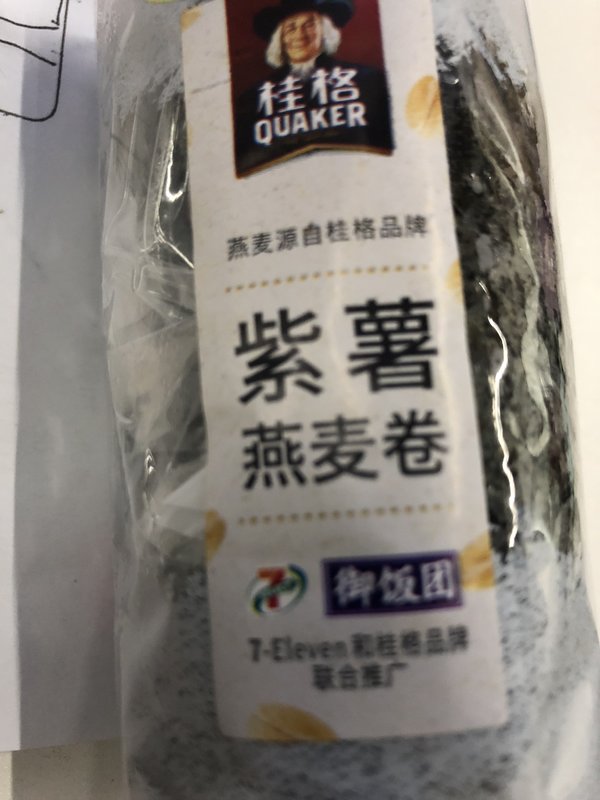 桂格
QUAKER
燕麦源自桂格品牌
紫薯
燕麦卷
御饭团
7-Eleven和桂格品牌
联合推广